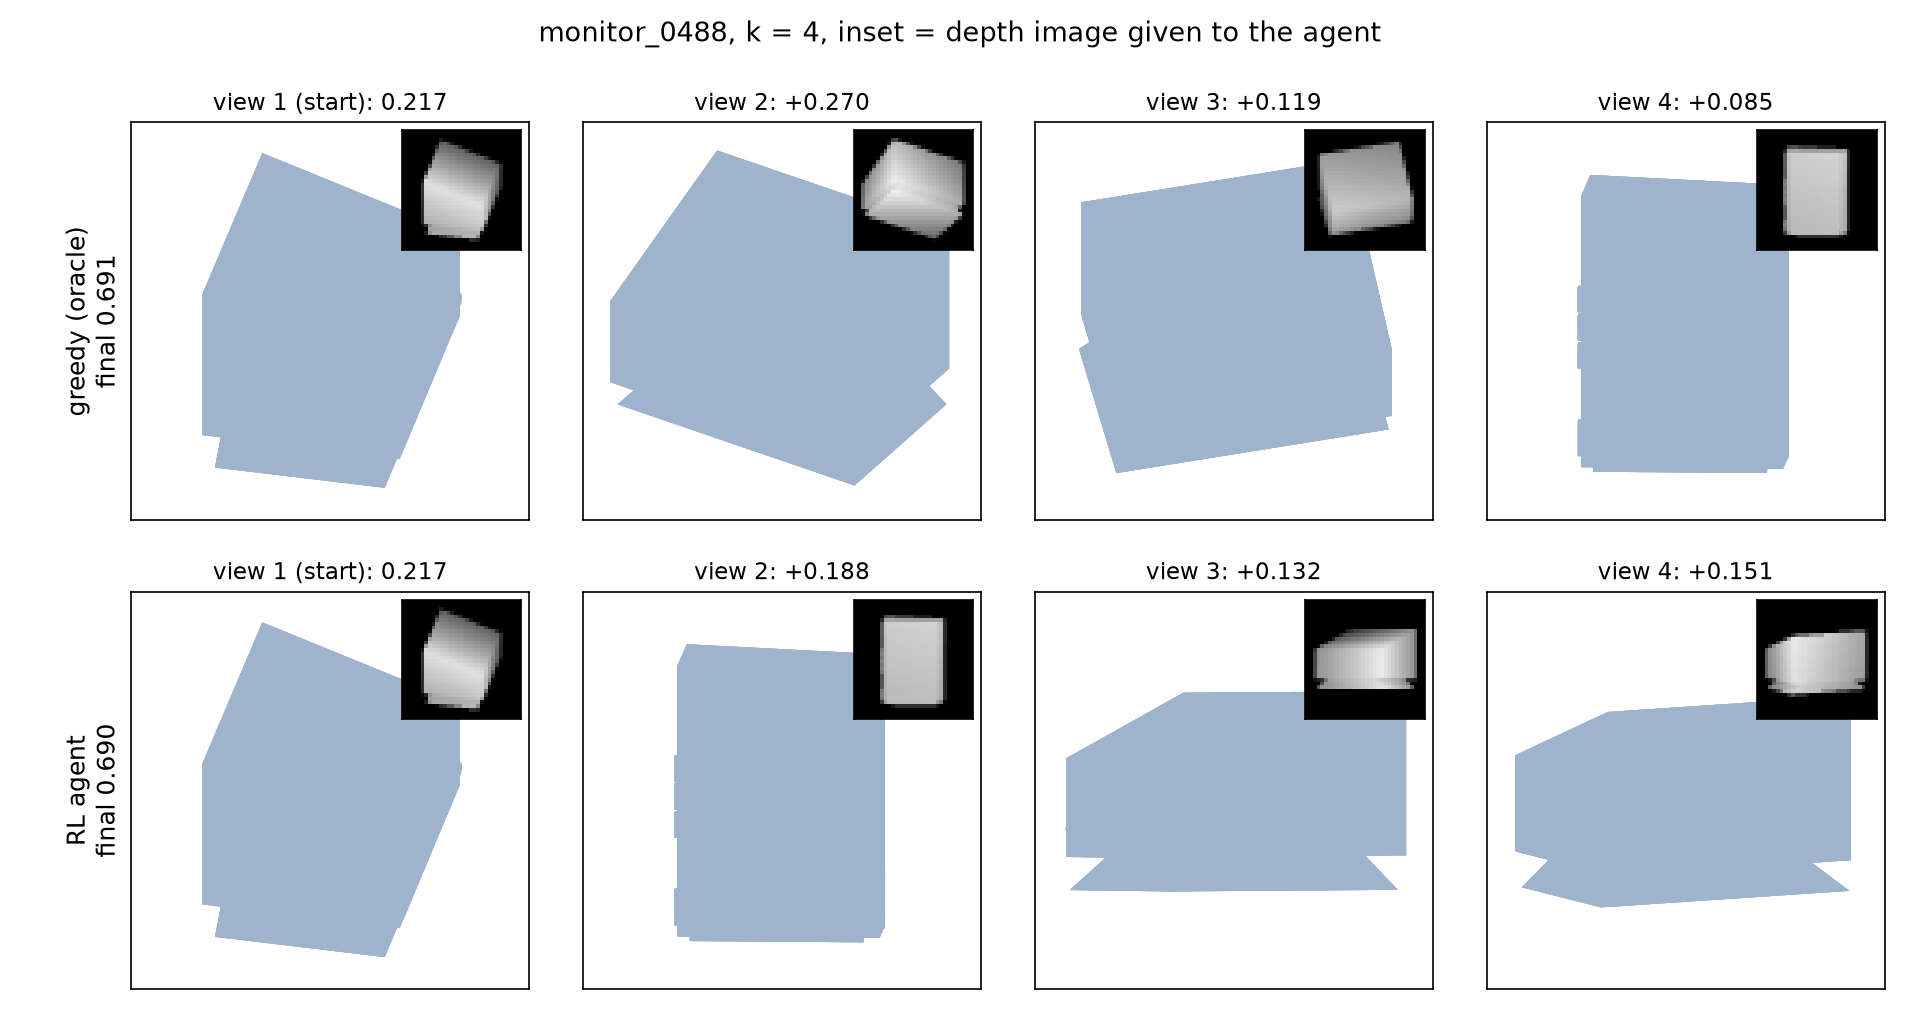 monitor_0488, k = 4, inset = depth image given to the agent
view 1 (start): 0.217
view 2: +0.270
view 3: +0.119
view 4: +0.085
greedy (oracle)
final 0.691
view 1 (start): 0.217
view 2: +0.188
view 3: +0.132
view 4: +0.151
RL agent
final 0.690